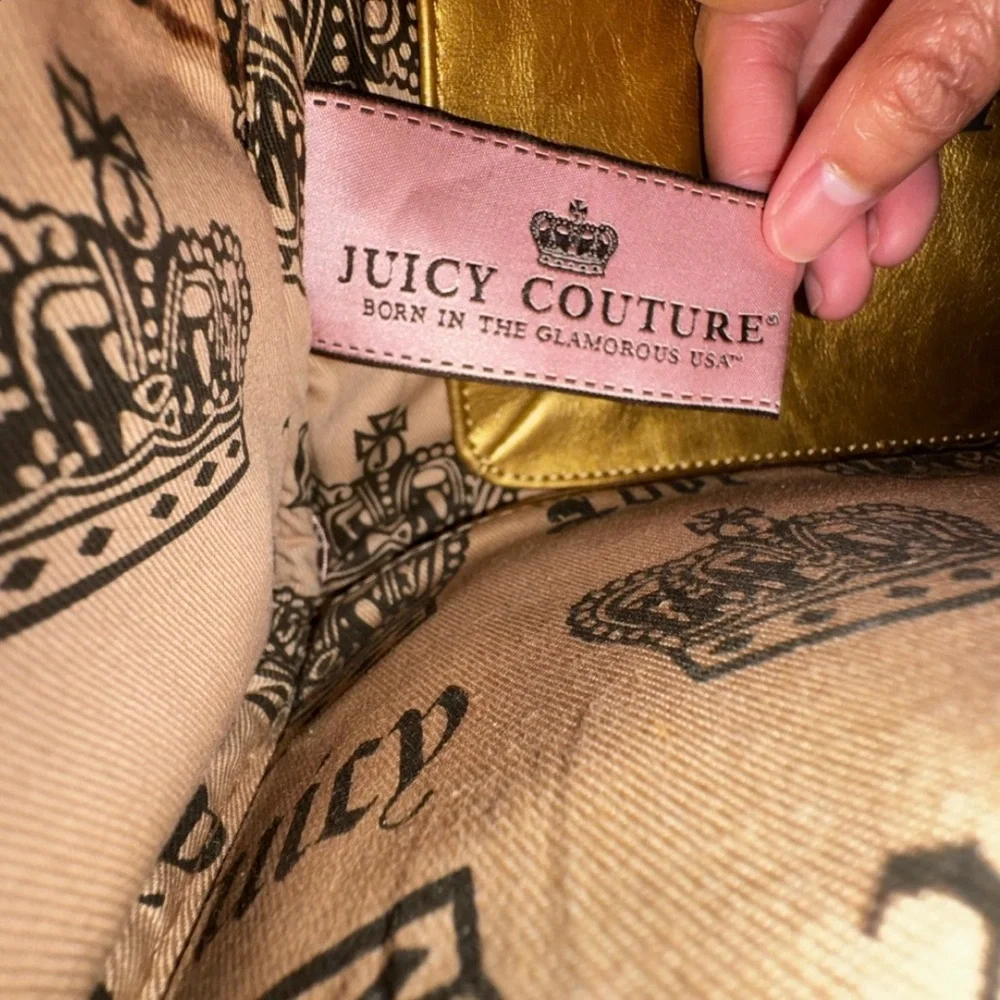 JUICY COUTURE®
BORN IN THE GLAMOROUS USA™
Juicy